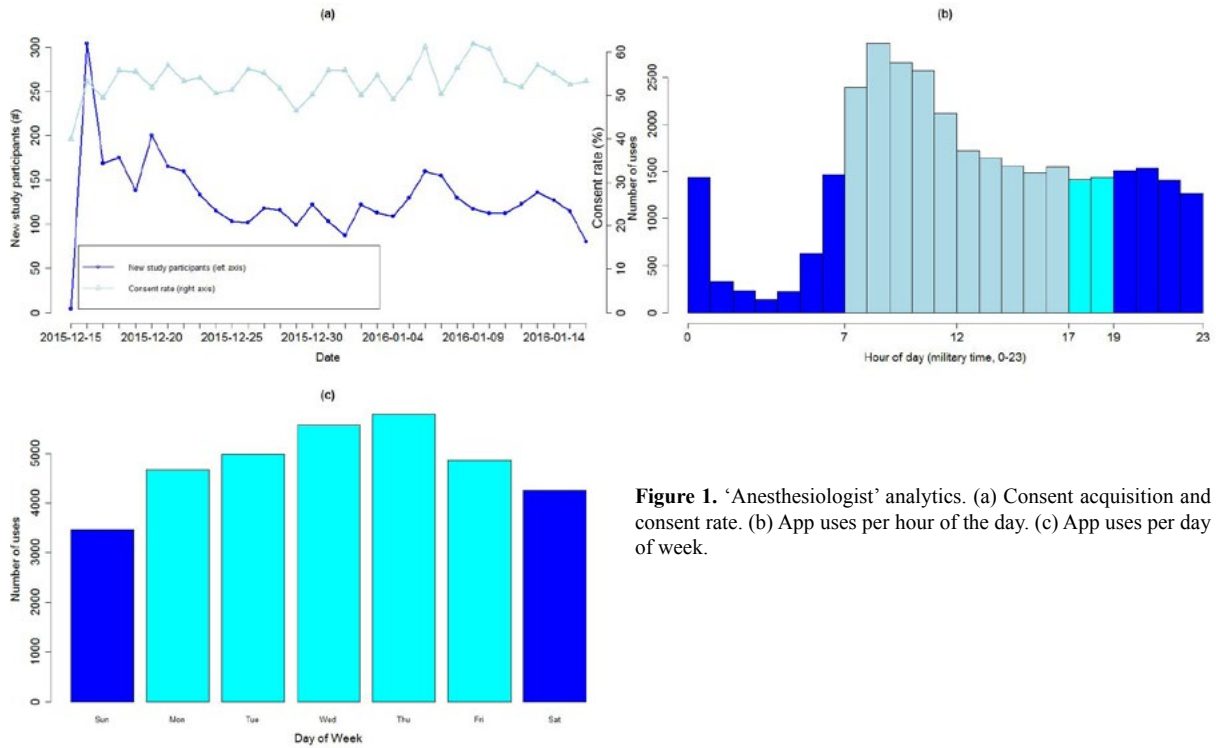 (a)
New study participants (#)
0 50 100 150 200 250 300
New study participants (left axis)
Consent rate (right axis)
0 10 20 30 40 50 60
Consent rate (%)
2015-12-15 2015-12-20 2015-12-25 2015-12-30 2016-01-04 2016-01-09 2016-01-14
Date
(b)
Number of uses
0 500 1000 1500 2000 2500
0 7 12 17 19 23
Hour of day (military time, 0-23)
(c)
Number of uses
0 1000 2000 3000 4000 5000
Sun Mon Tue Wed Thu Fri Sat
Day of Week
Figure 1. ‘Anesthesiologist’ analytics. (a) Consent acquisition and
consent rate. (b) App uses per hour of the day. (c) App uses per day
of week.